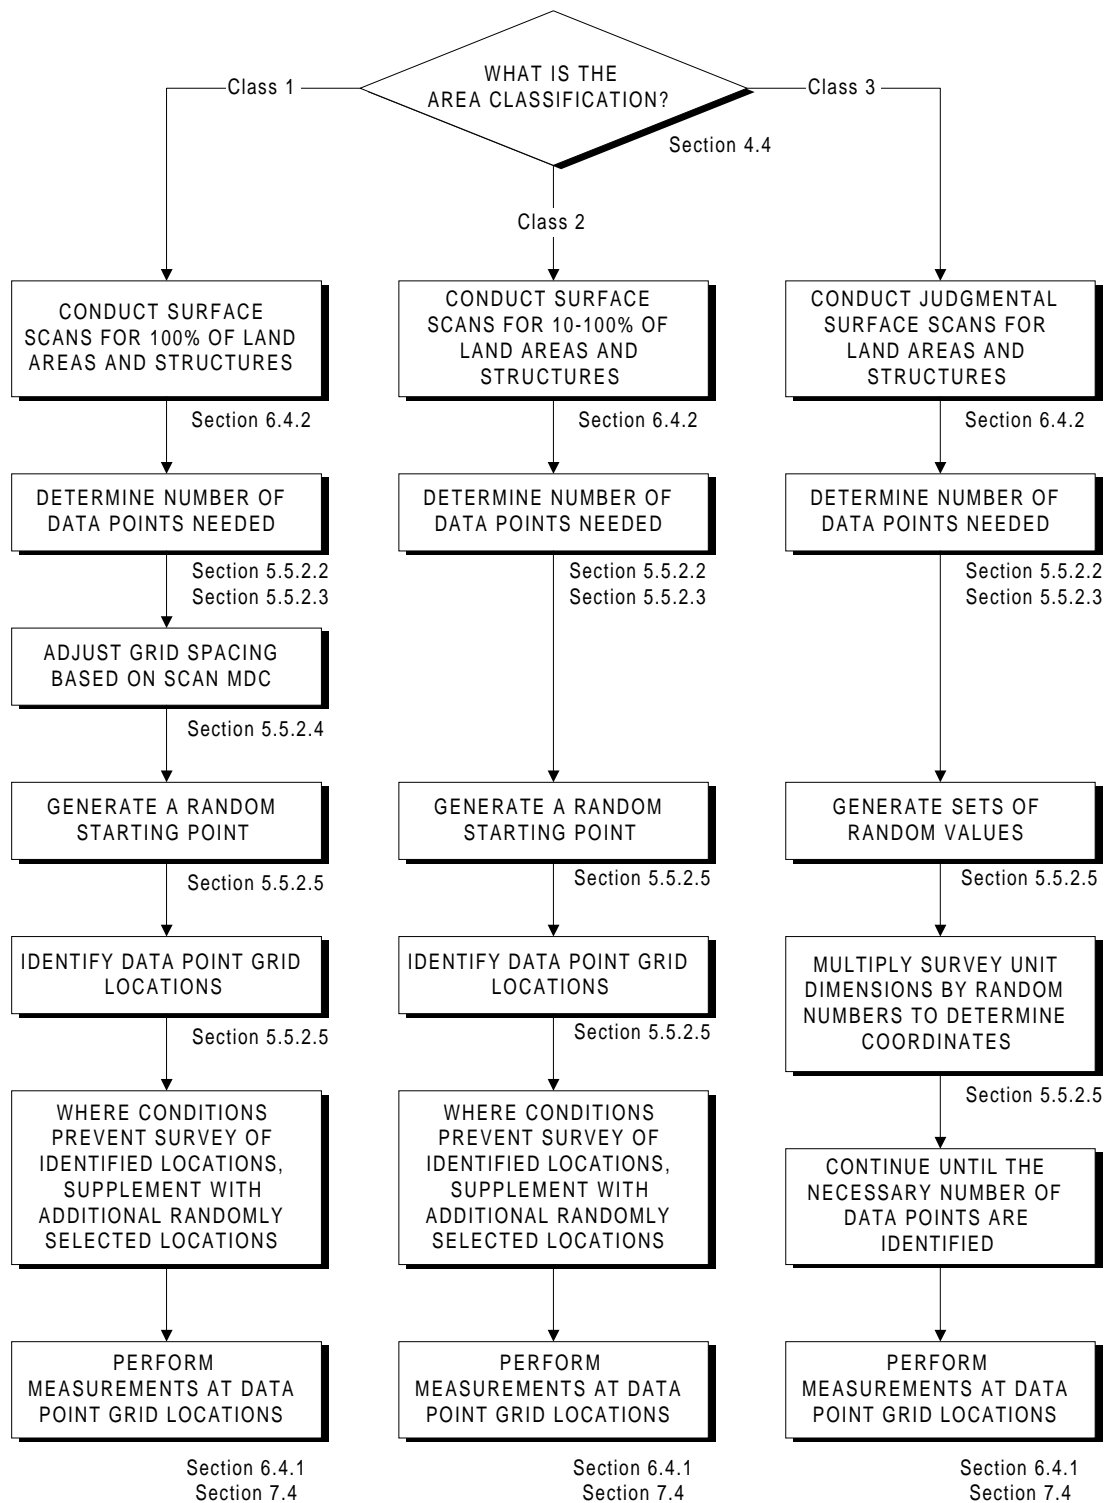 WHAT IS THE
AREA CLASSIFICATION?
Class 1
Class 3
Section 4.4
Class 2
CONDUCT SURFACE
SCANS FOR 100% OF LAND
AREAS AND STRUCTURES
Section 6.4.2
DETERMINE NUMBER OF
DATA POINTS NEEDED
Section 5.5.2.2
Section 5.5.2.3
ADJUST GRID SPACING
BASED ON SCAN MDC
Section 5.5.2.4
GENERATE A RANDOM
STARTING POINT
Section 5.5.2.5
IDENTIFY DATA POINT GRID
LOCATIONS
Section 5.5.2.5
WHERE CONDITIONS
PREVENT SURVEY OF
IDENTIFIED LOCATIONS,
SUPPLEMENT WITH
ADDITIONAL RANDOMLY
SELECTED LOCATIONS
PERFORM
MEASUREMENTS AT DATA
POINT GRID LOCATIONS
Section 6.4.1
Section 7.4
CONDUCT SURFACE
SCANS FOR 10-100% OF
LAND AREAS AND
STRUCTURES
Section 6.4.2
DETERMINE NUMBER OF
DATA POINTS NEEDED
Section 5.5.2.2
Section 5.5.2.3
GENERATE A RANDOM
STARTING POINT
Section 5.5.2.5
IDENTIFY DATA POINT GRID
LOCATIONS
Section 5.5.2.5
WHERE CONDITIONS
PREVENT SURVEY OF
IDENTIFIED LOCATIONS,
SUPPLEMENT WITH
ADDITIONAL RANDOMLY
SELECTED LOCATIONS
PERFORM
MEASUREMENTS AT DATA
POINT GRID LOCATIONS
Section 6.4.1
Section 7.4
CONDUCT JUDGMENTAL
SURFACE SCANS FOR
LAND AREAS AND
STRUCTURES
Section 6.4.2
DETERMINE NUMBER OF
DATA POINTS NEEDED
Section 5.5.2.2
Section 5.5.2.3
GENERATE SETS OF
RANDOM VALUES
Section 5.5.2.5
MULTIPLY SURVEY UNIT
DIMENSIONS BY RANDOM
NUMBERS TO DETERMINE
COORDINATES
Section 5.5.2.5
CONTINUE UNTIL THE
NECESSARY NUMBER OF
DATA POINTS ARE
IDENTIFIED
PERFORM
MEASUREMENTS AT DATA
POINT GRID LOCATIONS
Section 6.4.1
Section 7.4